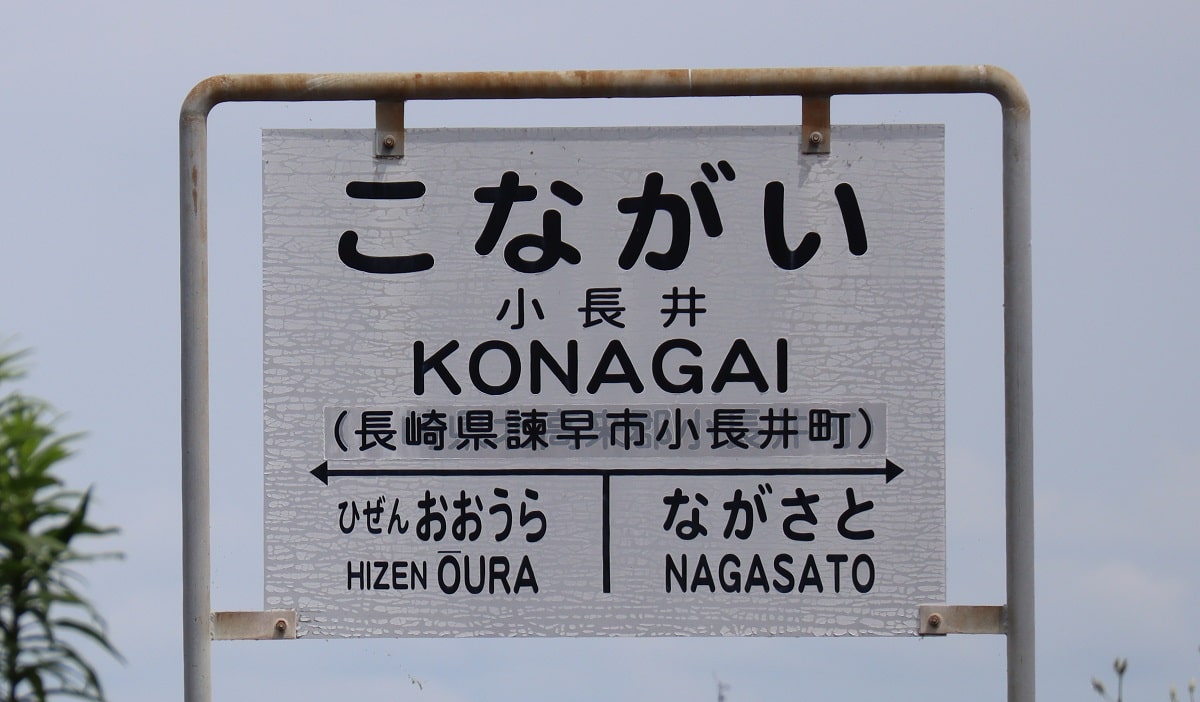 こながい
小長井
KONAGAI
(長崎県諫早市小長井町)
ひぜんおおうら ながさと
HIZEN ŌURA NAGASATO